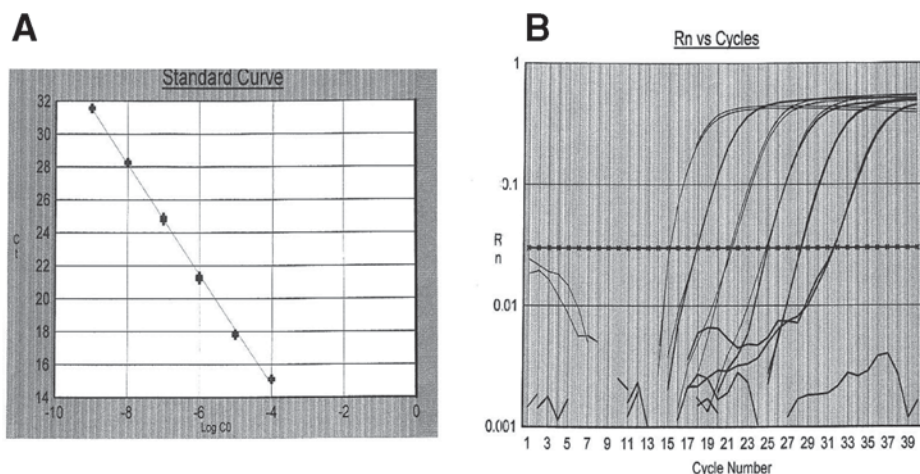 A
Standard Curve
32
30
28
26
24
22
20
18
16
14
Ct
-10
-8
-6
-4
-2
0
Log C0
B
Rn vs Cycles
1
0.1
0.01
0.001
Rn
1 3 5 7 9 11 13 15 17 19 21 23 25 27 29 31 33 35 37 39
Cycle Number